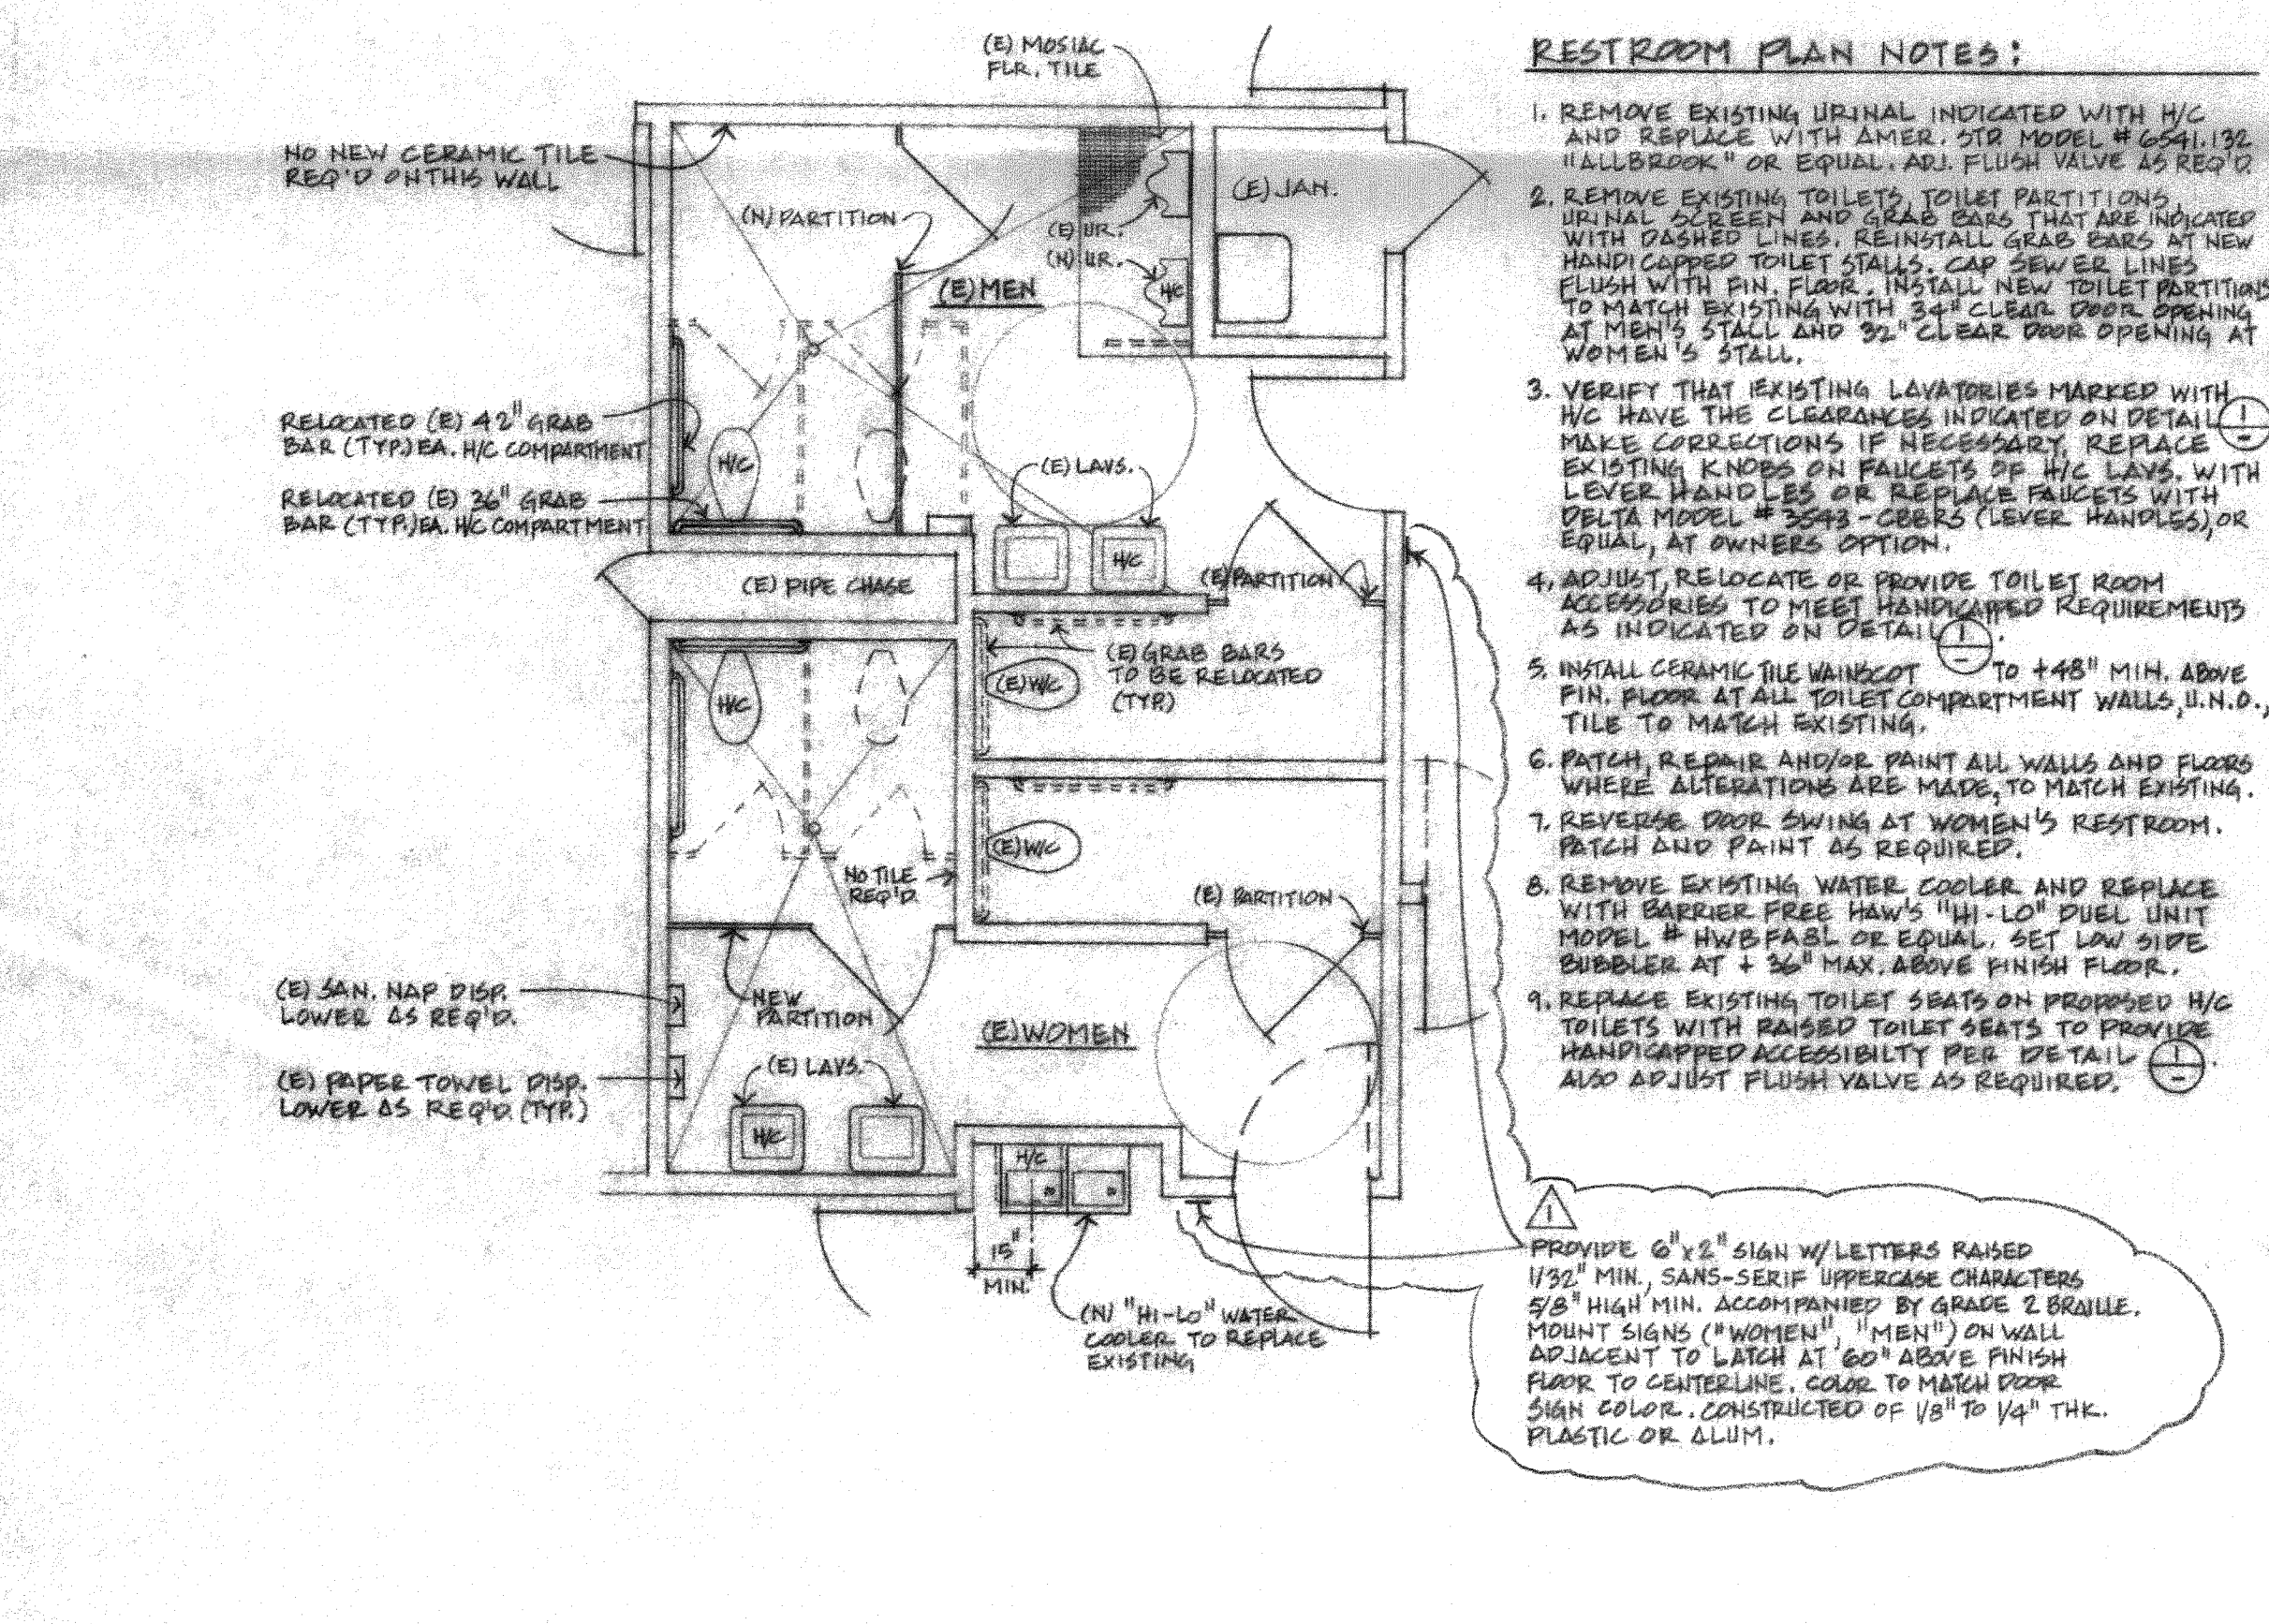 (E) MOSIAC
FLR. TILE
NO NEW CERAMIC TILE
REQ'D ON THIS WALL
(N) PARTITION
(E) UR.
(N) UR.
H/C
(E) JAN.
(E) MEN
RELOCATED (E) 42" GRAB
BAR (TYP.) EA. H/C COMPARTMENT
H/C
(E) LAVS.
RELOCATED (E) 36" GRAB
BAR (TYP.) EA. H/C COMPARTMENT
H/C
(E) PIPE CHASE
(E) PARTITION
(E) GRAB BARS
TO BE RELOCATED
(TYP.)
(E) W/C
H/C
(E) W/C
NO TILE
REQ'D.
(E) PARTITION
(E) SAN. NAP DISP.
LOWER AS REQ'D.
NEW
PARTITION
(E) WOMEN
(E) LAVS.
(E) PAPER TOWEL DISP.
LOWER AS REQ'D. (TYP.)
H/C
H/C
15"
MIN.
(N) "HI-LO" WATER
COOLER TO REPLACE
EXISTING
RESTROOM PLAN NOTES:
1. REMOVE EXISTING URINAL INDICATED WITH H/C
AND REPLACE WITH AMER. STD. MODEL # 6541.132
"ALLBROOK" OR EQUAL. ADJ. FLUSH VALVE AS REQ'D.
2. REMOVE EXISTING TOILETS, TOILET PARTITIONS,
URINAL SCREEN AND GRAB BARS THAT ARE INDICATED
WITH DASHED LINES. REINSTALL GRAB BARS AT NEW
HANDICAPPED TOILET STALLS. CAP SEWER LINES
FLUSH WITH FIN. FLOOR. INSTALL NEW TOILET PARTITIONS
TO MATCH EXISTING WITH 34" CLEAR DOOR OPENING
AT MEN'S STALL AND 32" CLEAR DOOR OPENING AT
WOMEN'S STALL.
3. VERIFY THAT EXISTING LAVATORIES MARKED WITH
H/C HAVE THE CLEARANCES INDICATED ON DETAIL 1/-
MAKE CORRECTIONS IF NECESSARY. REPLACE
EXISTING KNOBS ON FAUCETS OF H/C LAVS. WITH
LEVER HANDLES OR REPLACE FAUCETS WITH
DELTA MODEL # 3543-CBBRS (LEVER HANDLES), OR
EQUAL, AT OWNERS OPTION.
4. ADJUST, RELOCATE OR PROVIDE TOILET ROOM
ACCESSORIES TO MEET HANDICAPPED REQUIREMENTS
AS INDICATED ON DETAIL 1/- .
5. INSTALL CERAMIC TILE WAINSCOT TO +48" MIN. ABOVE
FIN. FLOOR AT ALL TOILET COMPARTMENT WALLS, U.N.O.,
TILE TO MATCH EXISTING.
6. PATCH, REPAIR AND/OR PAINT ALL WALLS AND FLOORS
WHERE ALTERATIONS ARE MADE, TO MATCH EXISTING.
7. REVERSE DOOR SWING AT WOMEN'S RESTROOM.
PATCH AND PAINT AS REQUIRED.
8. REMOVE EXISTING WATER COOLER AND REPLACE
WITH BARRIER FREE HAW'S "HI-LO" DUEL UNIT
MODEL # HWBFA8L OR EQUAL. SET LOW SIDE
BUBBLER AT + 36" MAX. ABOVE FINISH FLOOR.
9. REPLACE EXISTING TOILET SEATS ON PROPOSED H/C
TOILETS WITH RAISED TOILET SEATS TO PROVIDE
HANDICAPPED ACCESSIBILTY PER DETAIL 1/- .
ALSO ADJUST FLUSH VALVE AS REQUIRED.
1
PROVIDE 6"x2" SIGN W/ LETTERS RAISED
1/32" MIN., SANS-SERIF UPPERCASE CHARACTERS
5/8" HIGH MIN. ACCOMPANIED BY GRADE 2 BRAILLE.
MOUNT SIGNS ("WOMEN", "MEN") ON WALL
ADJACENT TO LATCH AT 60" ABOVE FINISH
FLOOR TO CENTERLINE. COLOR TO MATCH DOOR
SIGN COLOR. CONSTRUCTED OF 1/8" TO 1/4" THK.
PLASTIC OR ALUM.